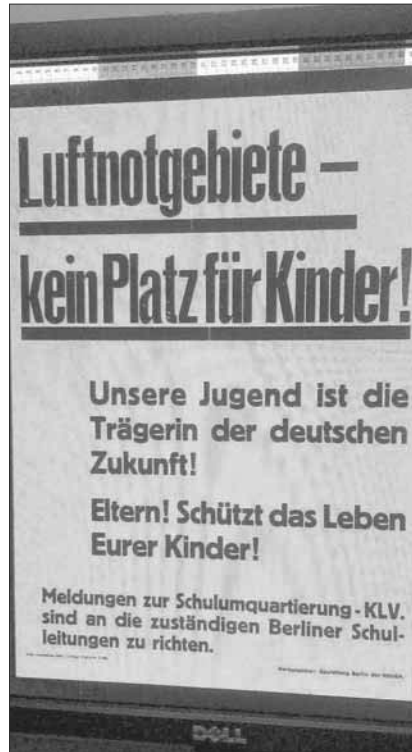 Luftnotgebiete –
kein Platz für Kinder!
Unsere Jugend ist die
Trägerin der deutschen
Zukunft!
Eltern! Schützt das Leben
Eurer Kinder!
Meldungen zur Schulumquartierung - KLV.
sind an die zuständigen Berliner Schul-
leitungen zu richten.
DELL